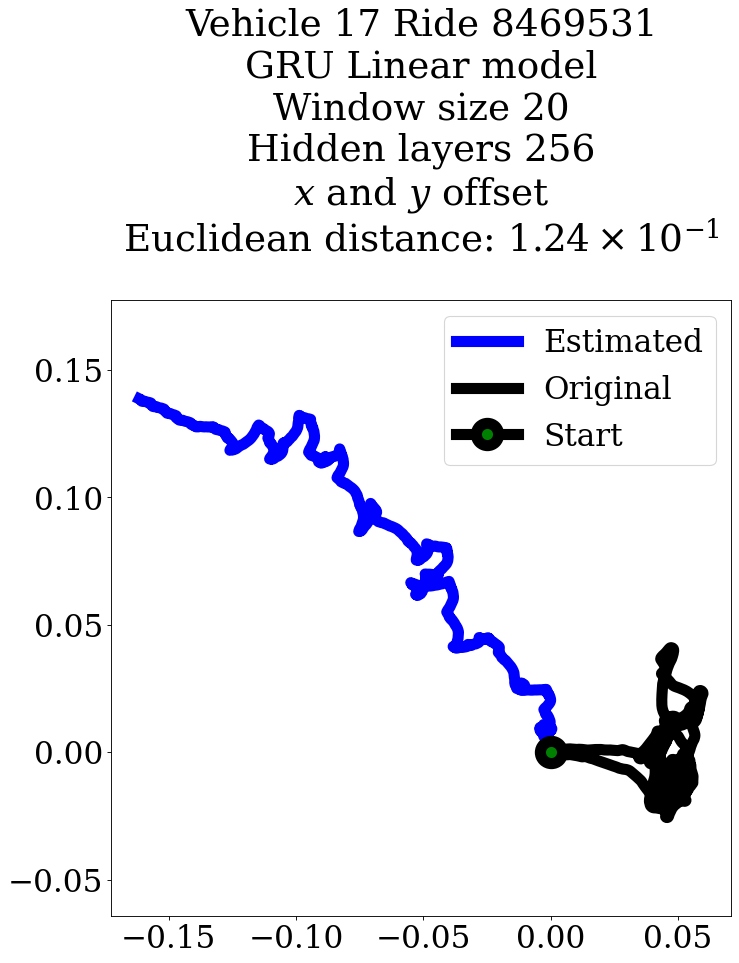 Vehicle 17 Ride 8469531
GRU Linear model
Window size 20
Hidden layers 256
x and y offset
Euclidean distance: 1.24 × 10⁻¹
Estimated
Original
Start
0.15
0.10
0.05
0.00
−0.05
−0.15 −0.10 −0.05 0.00 0.05